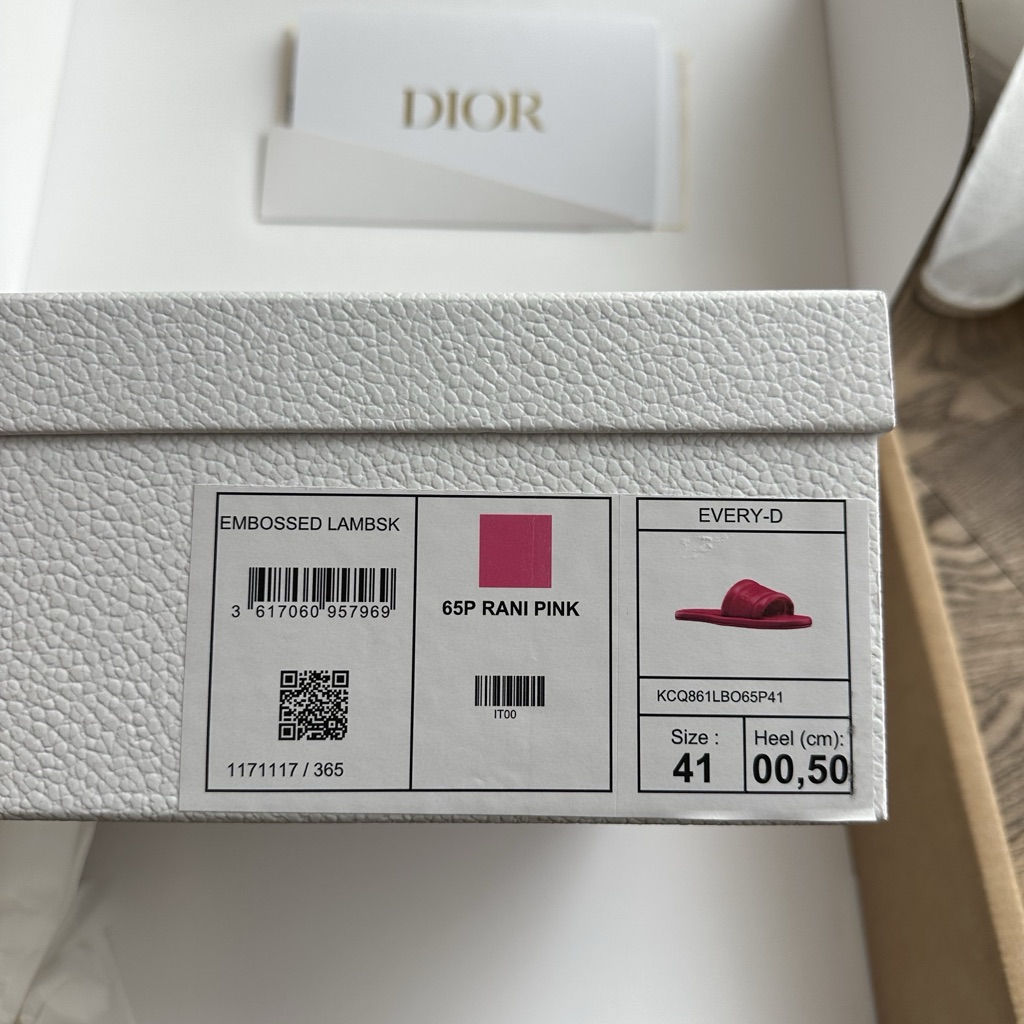 DIOR
EMBOSSED LAMBSK
3 617060 957969
1171117 / 365
65P RANI PINK
IT00
EVERY-D
KCQ861LBO65P41
Size :
41
Heel (cm):
00,50